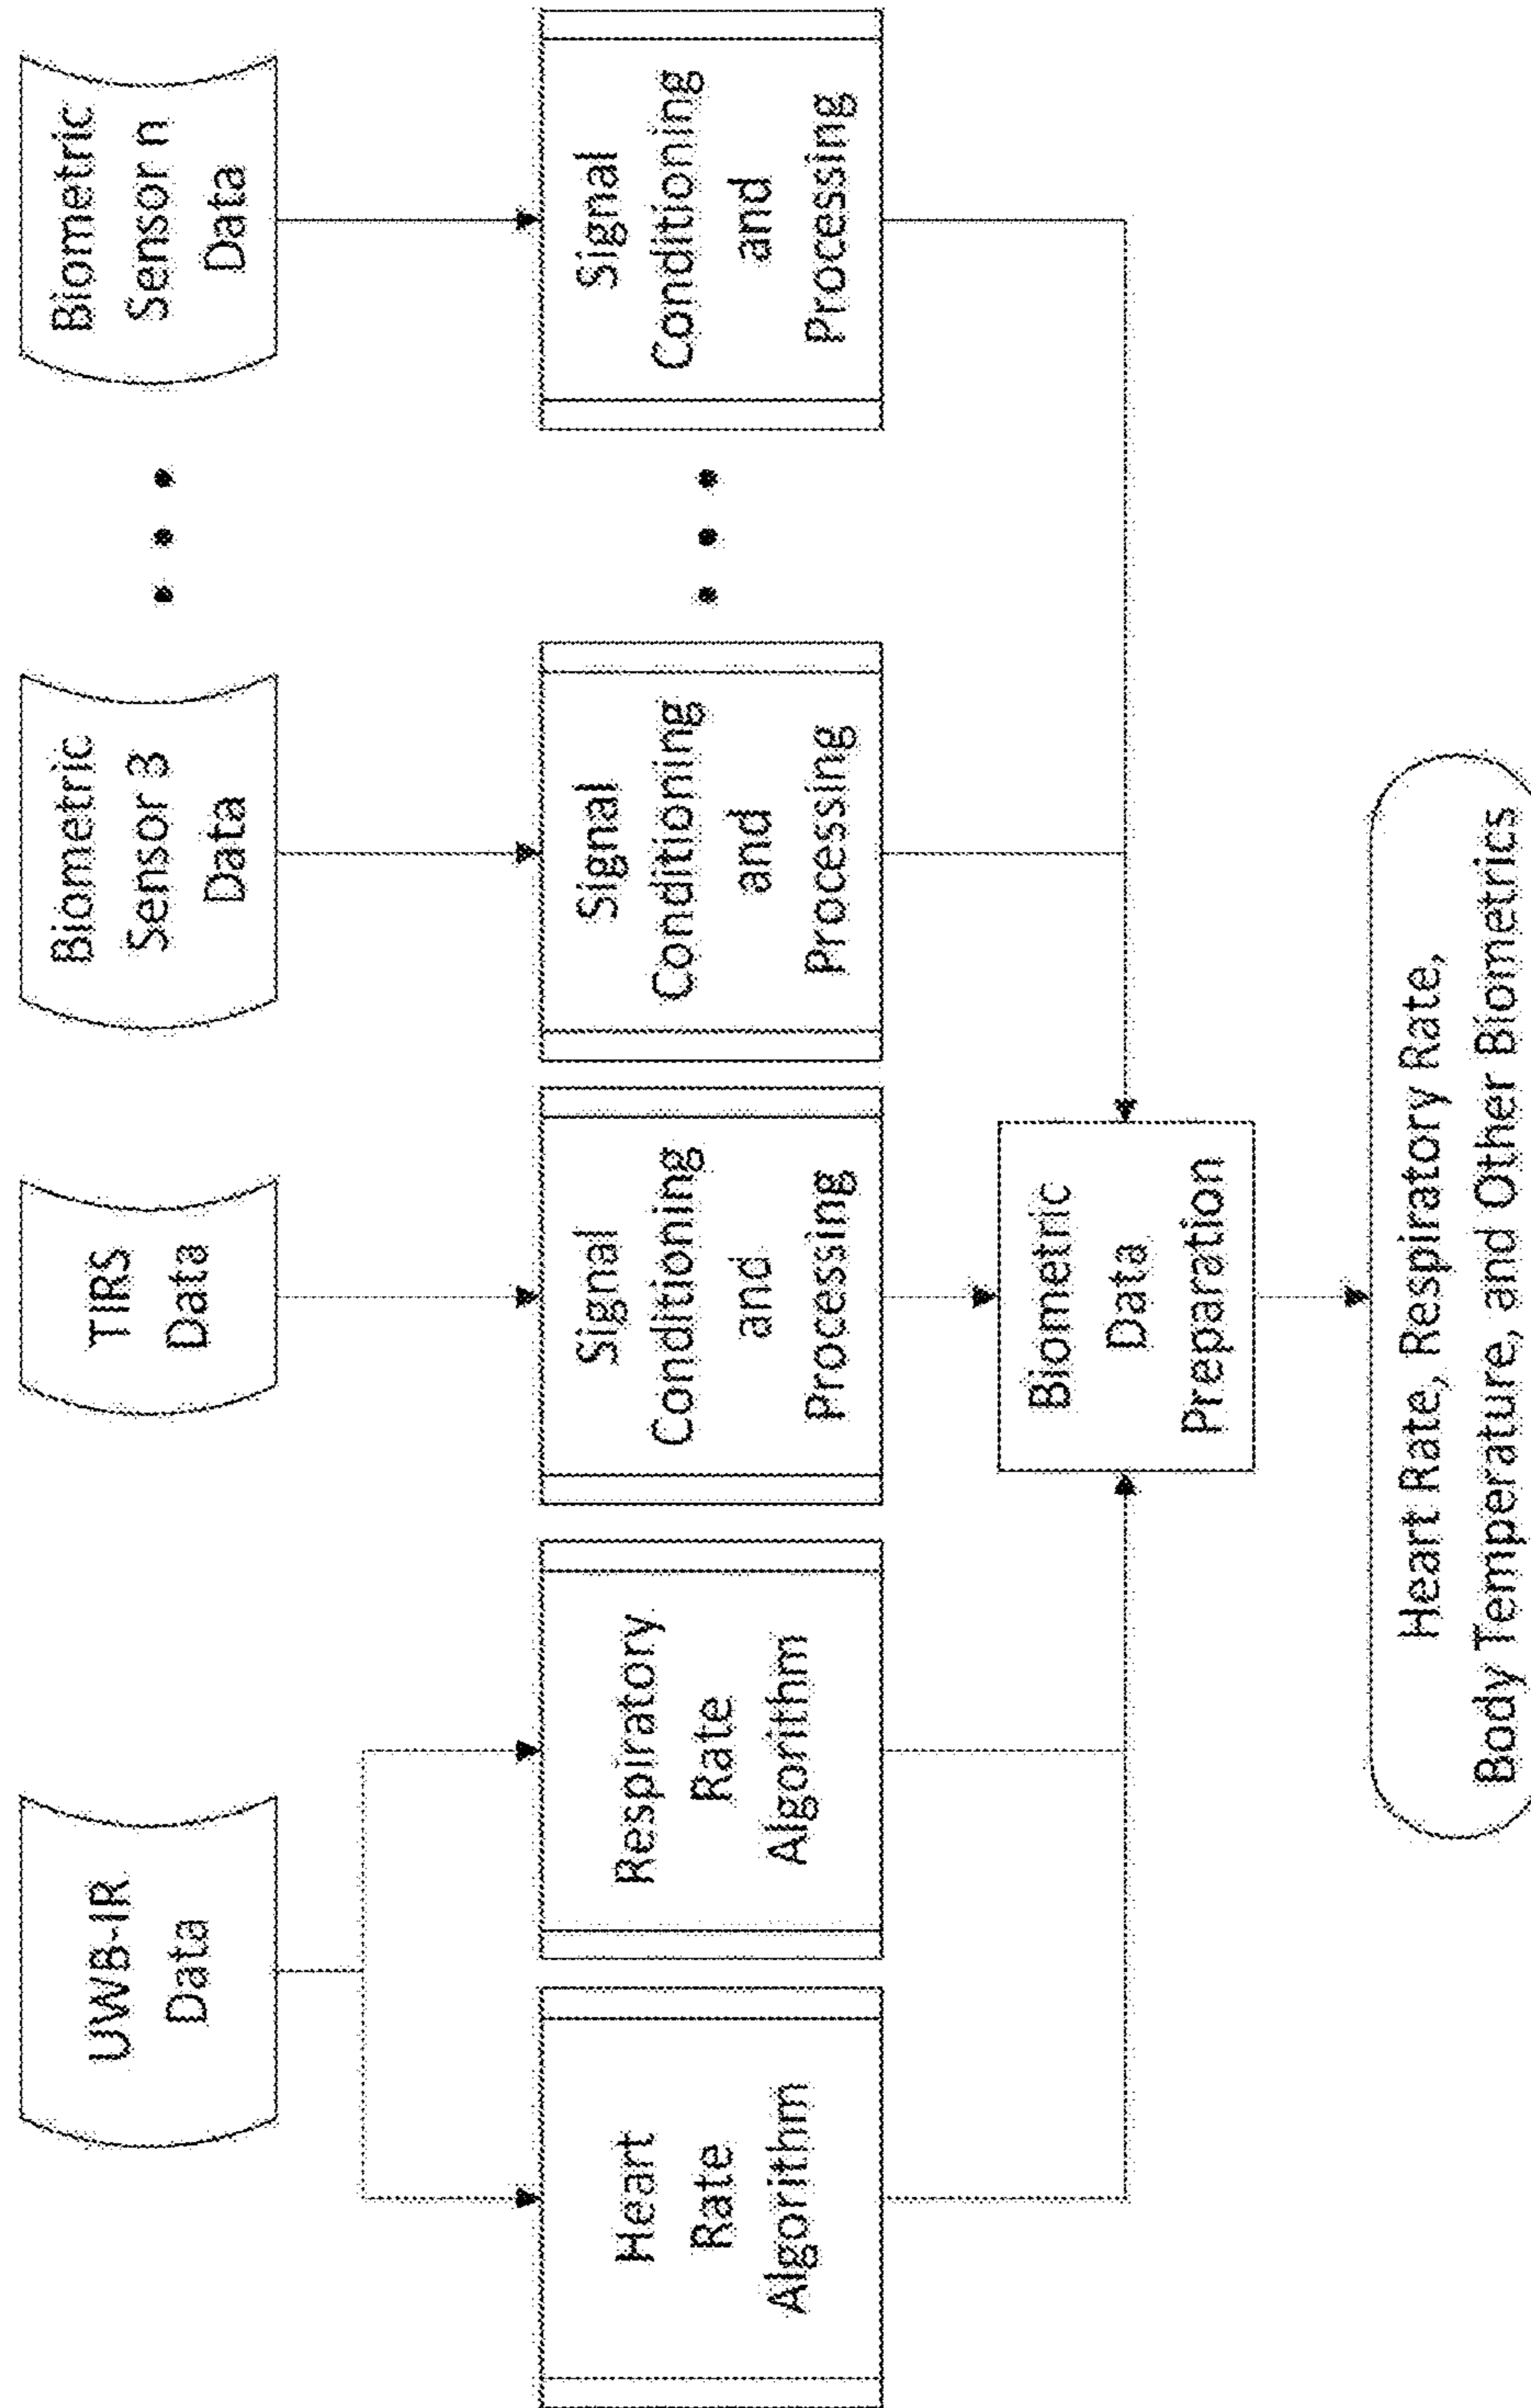 UWB-IR
Data
TIRS
Data
Biometric
Sensor 3
Data
Biometric
Sensor n
Data
Heart
Rate
Algorithm
Respiratory
Rate
Algorithm
Signal
Conditioning
and
Processing
Signal
Conditioning
and
Processing
Signal
Conditioning
and
Processing
Biometric
Data
Preparation
Heart Rate, Respiratory Rate,
Body Temperature, and Other Biometrics